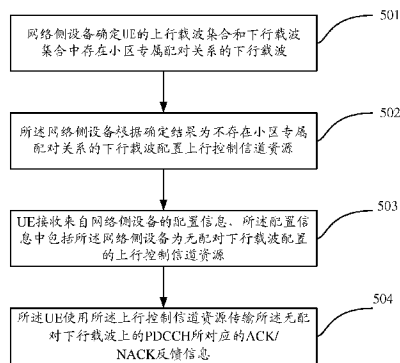 网络侧设备确定UE的上行载波集合和下行载波
集合中存在小区专属配对关系的下行载波
501
所述网络侧设备根据确定结果为不存在小区专属
配对关系的下行载波配置上行控制信道资源
502
UE接收来自网络侧设备的配置信息，所述配置信
息中包括所述网络侧设备为无配对下行载波配置
的上行控制信道资源
503
所述UE使用所述上行控制信道资源传输所述无配
对下行载波上的PDCCH所对应的ACK/
NACK反馈信息
504